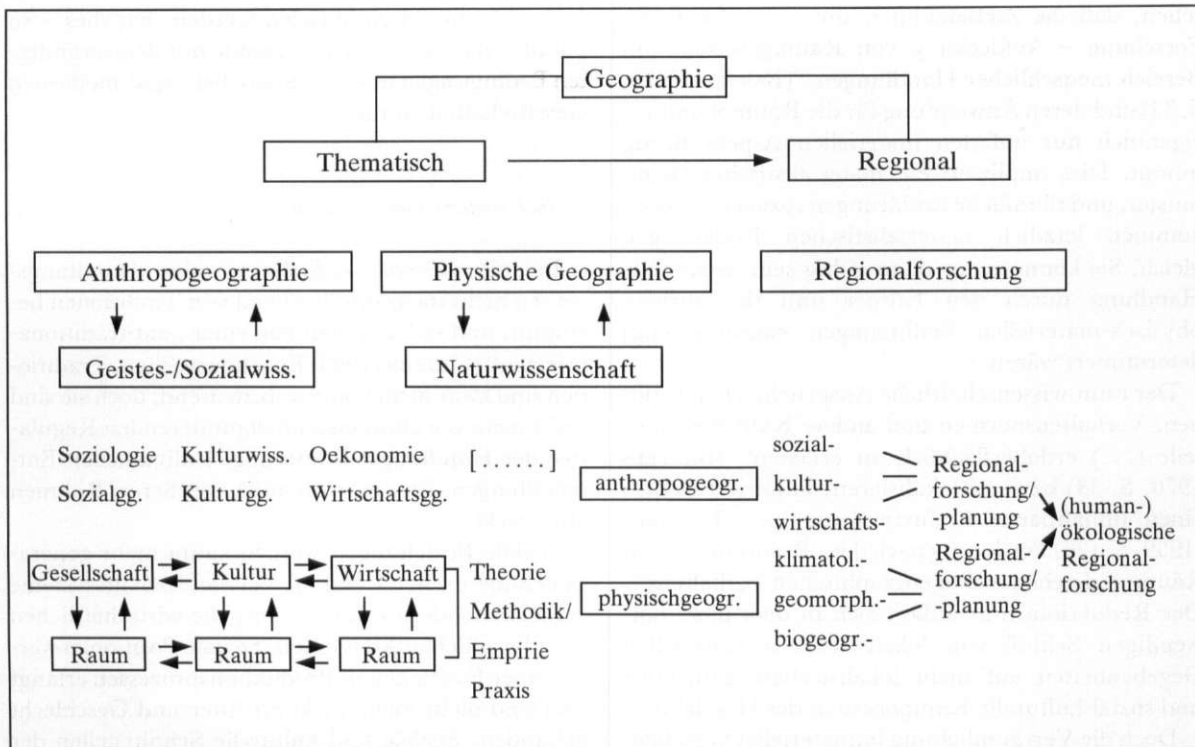 Geographie
Thematisch
Regional
Anthropogeographie
Physische Geographie
Regionalforschung
Geistes-/Sozialwiss.
Naturwissenschaft
Soziologie Kulturwiss. Oekonomie [......]
Sozialgg. Kulturgg. Wirtschaftsgg.
Gesellschaft
Kultur
Wirtschaft
Theorie
Methodik/
Raum
Raum
Raum
Empirie
Praxis
anthropogeogr.
physischgeogr.
sozial-
kultur-
wirtschafts-
klimatol.-
geomorph.-
biogeogr.-
Regional-
forschung/
-planung
Regional-
forschung/
-planung
(human-)
ökologische
Regional-
forschung